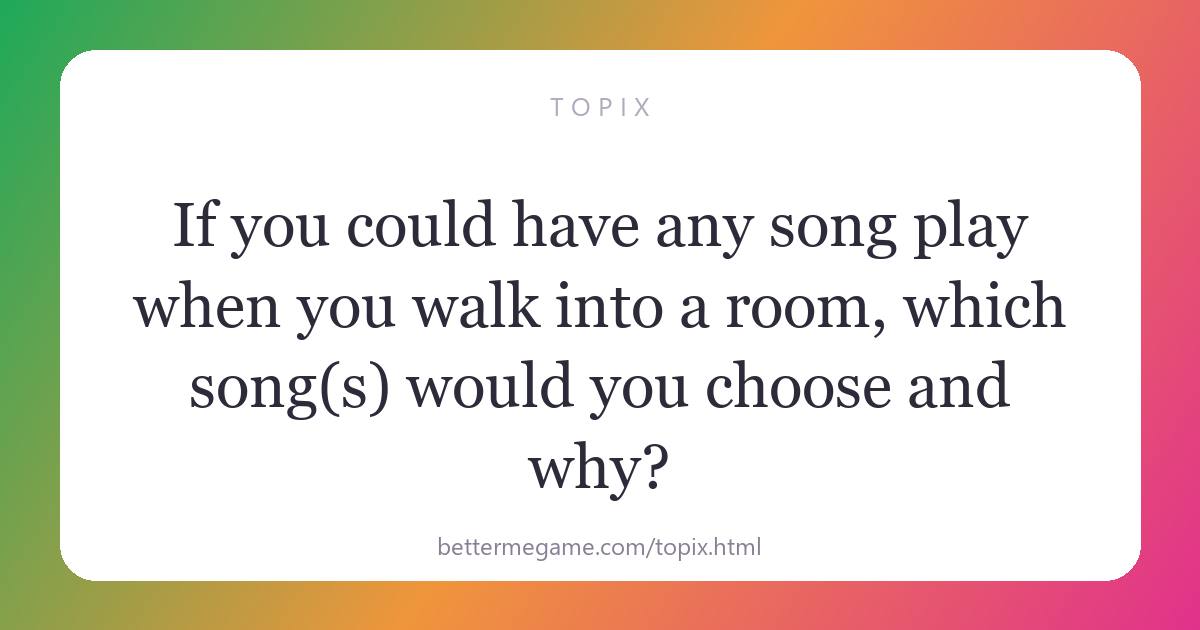 TOPIX
If you could have any song play
when you walk into a room, which
song(s) would you choose and
why?
bettermegame.com/topix.html